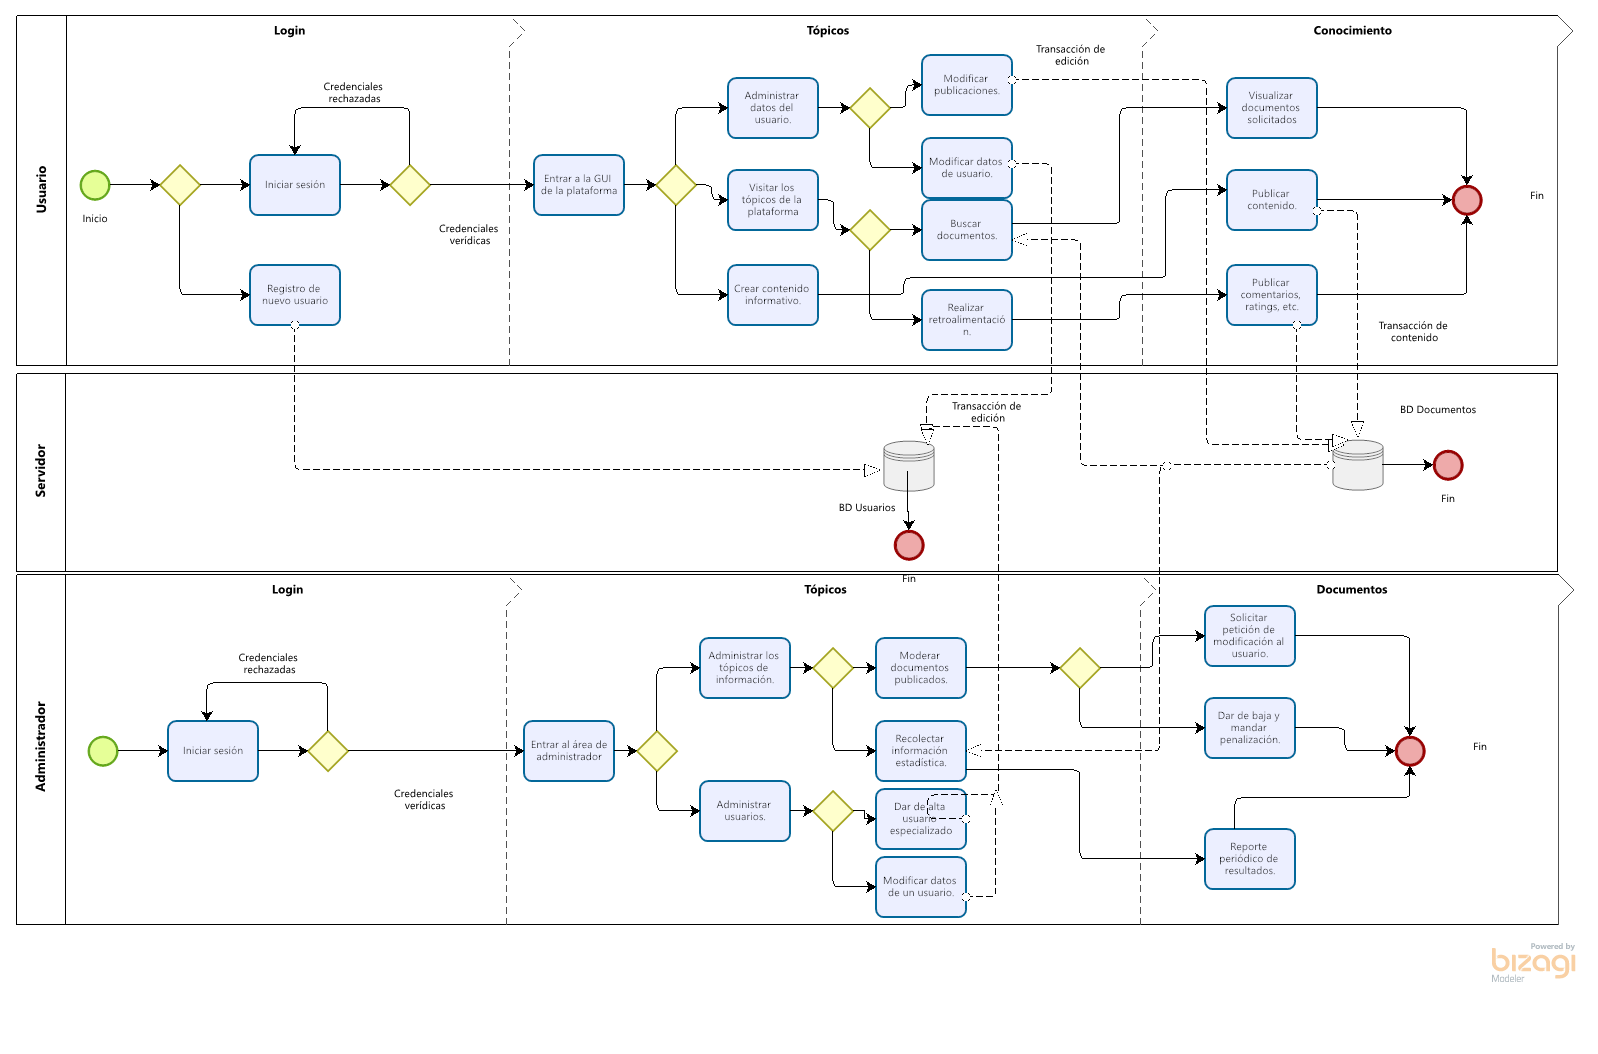 Usuario
Login
Tópicos
Conocimiento
Inicio
Credenciales
rechazadas
Iniciar sesión
Registro de
nuevo usuario
Credenciales
verídicas
Entrar a la GUI
de la plataforma
Administrar
datos del
usuario.
Visitar los
tópicos de la
plataforma
Crear contenido
informativo.
Modificar
publicaciones.
Modificar datos
de usuario.
Buscar
documentos.
Realizar
retroalimentació
n.
Transacción de
edición
Visualizar
documentos
solicitados
Publicar
contenido.
Publicar
comentarios,
ratings, etc.
Fin
Transacción de
contenido
Servidor
Transacción de
edición
BD Usuarios
Fin
BD Documentos
Fin
Administrador
Login
Tópicos
Documentos
Credenciales
rechazadas
Iniciar sesión
Credenciales
verídicas
Entrar al área de
administrador
Administrar los
tópicos de
información.
Administrar
usuarios.
Moderar
documentos
publicados.
Recolectar
información
estadística.
Dar de alta
usuario
especializado
Modificar datos
de un usuario.
Solicitar
petición de
modificación al
usuario.
Dar de baja y
mandar
penalización.
Reporte
periódico de
resultados.
Fin
Powered by
bizagi
Modeler